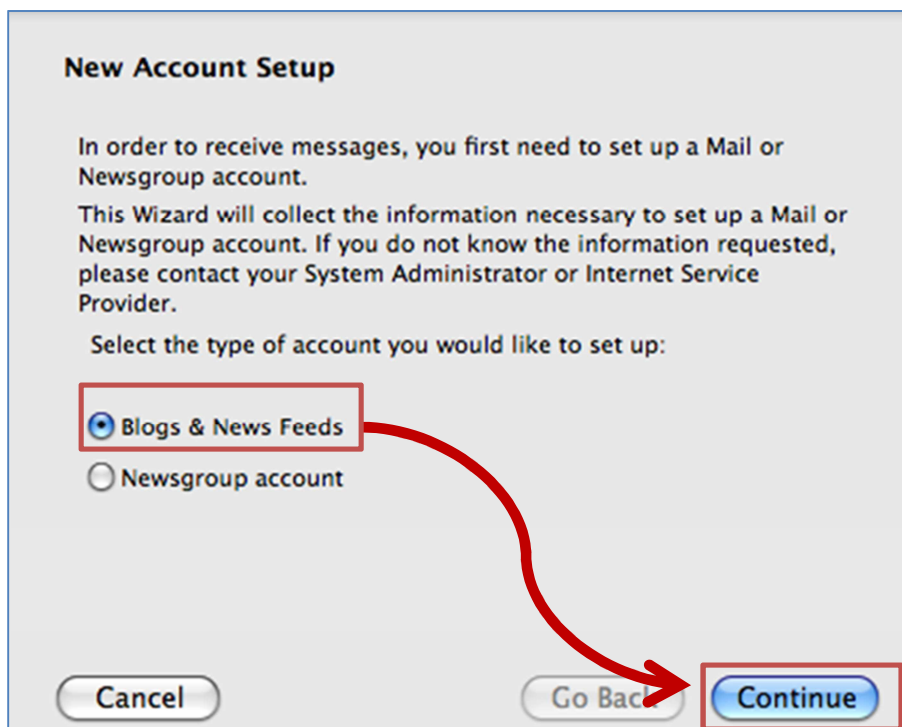 New Account Setup
In order to receive messages, you first need to set up a Mail or
Newsgroup account.
This Wizard will collect the information necessary to set up a Mail or
Newsgroup account. If you do not know the information requested,
please contact your System Administrator or Internet Service
Provider.
Select the type of account you would like to set up:
Blogs & News Feeds
Newsgroup account
Cancel Go Back Continue